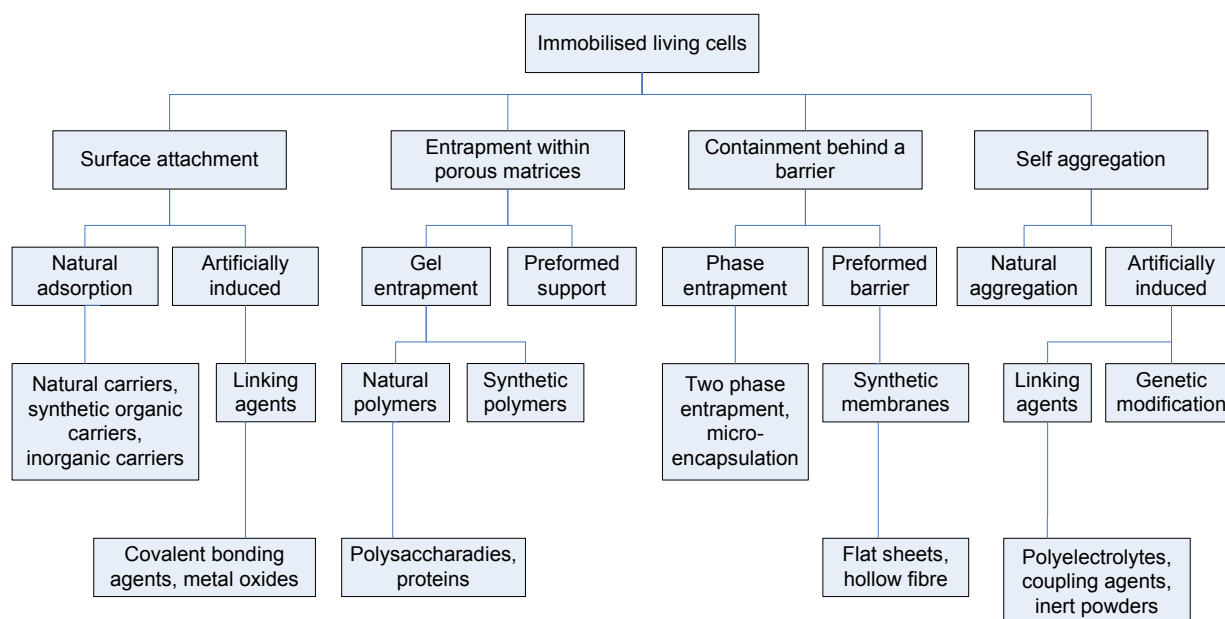 Immobilised living cells
Surface attachment
Entrapment within
porous matrices
Containment behind a
barrier
Self aggregation
Natural
adsorption
Artificially
induced
Gel
entrapment
Preformed
support
Phase
entrapment
Preformed
barrier
Natural
aggregation
Artificially
induced
Natural carriers,
synthetic organic
carriers,
inorganic carriers
Linking
agents
Natural
polymers
Synthetic
polymers
Two phase
entrapment,
micro-
encapsulation
Synthetic
membranes
Linking
agents
Genetic
modification
Covalent bonding
agents, metal oxides
Polysaccharadies,
proteins
Flat sheets,
hollow fibre
Polyelectrolytes,
coupling agents,
inert powders